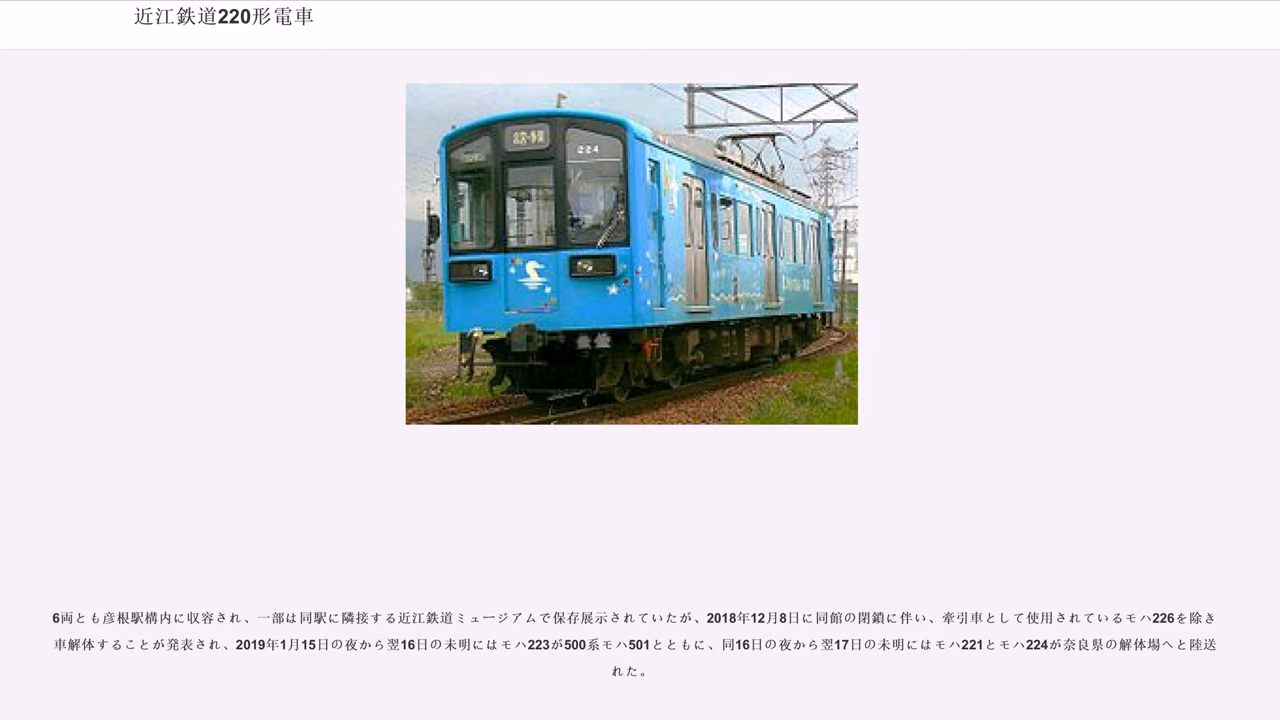 近江鉄道220形電車
224
6両とも彦根駅構内に収容され、一部は同駅に隣接する近江鉄道ミュージアムで保存展示されていたが、2018年12月8日に同館の閉鎖に伴い、牽引車として使用されているモハ226を除き
車解体することが発表され、2019年1月15日の夜から翌16日の未明にはモハ223が500系モハ501とともに、同16日の夜から翌17日の未明にはモハ221とモハ224が奈良県の解体場へと陸送
れた。